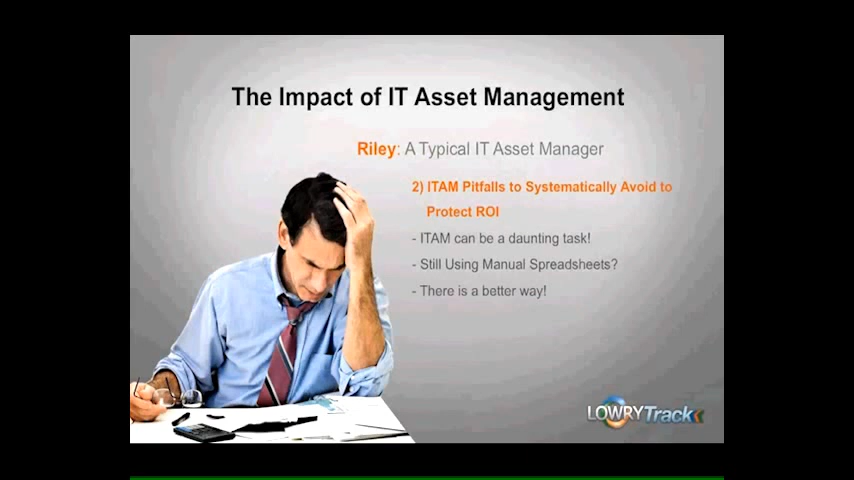 The Impact of IT Asset Management
Riley: A Typical IT Asset Manager
2) ITAM Pitfalls to Systematically Avoid to
Protect ROI
- ITAM can be a daunting task!
- Still Using Manual Spreadsheets?
- There is a better way!
LOWRYTrack